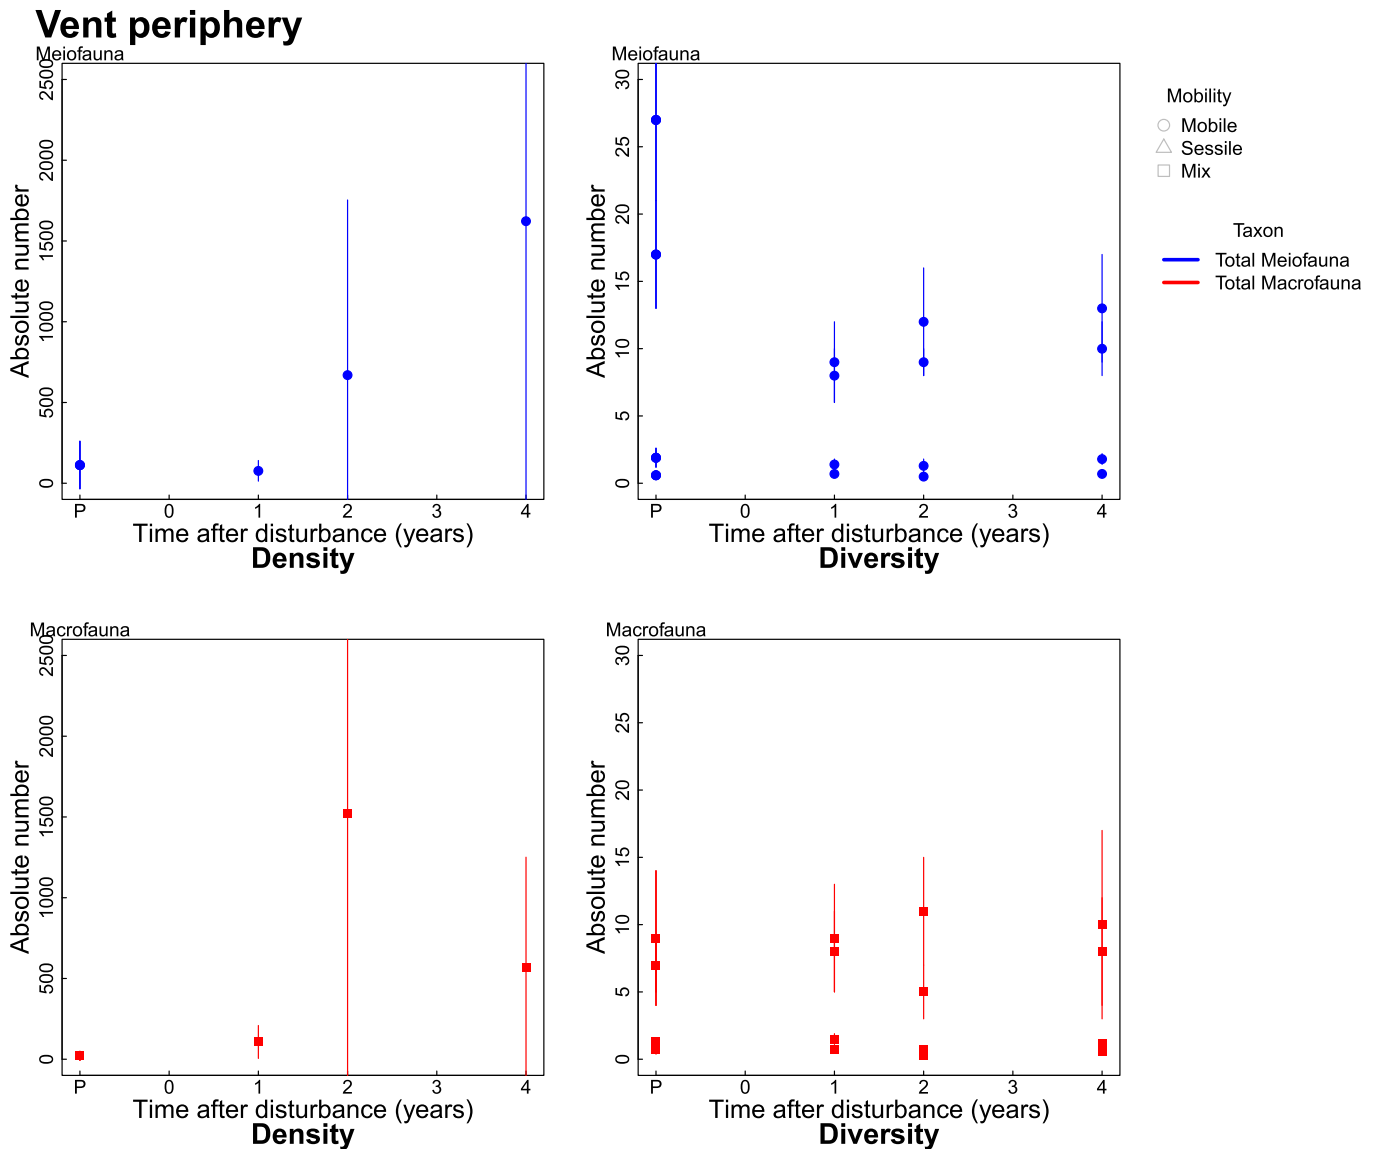 Vent periphery
Meiofauna
Absolute number
2500
2000
1500
1000
500
0
P 0 1 2 3 4
Time after disturbance (years)
Density
Meiofauna
Absolute number
30
25
20
15
10
5
0
P 0 1 2 3 4
Time after disturbance (years)
Diversity
Mobility
Mobile
Sessile
Mix
Taxon
Total Meiofauna
Total Macrofauna
Macrofauna
Absolute number
2500
2000
1500
1000
500
0
P 0 1 2 3 4
Time after disturbance (years)
Density
Macrofauna
Absolute number
30
25
20
15
10
5
0
P 0 1 2 3 4
Time after disturbance (years)
Diversity